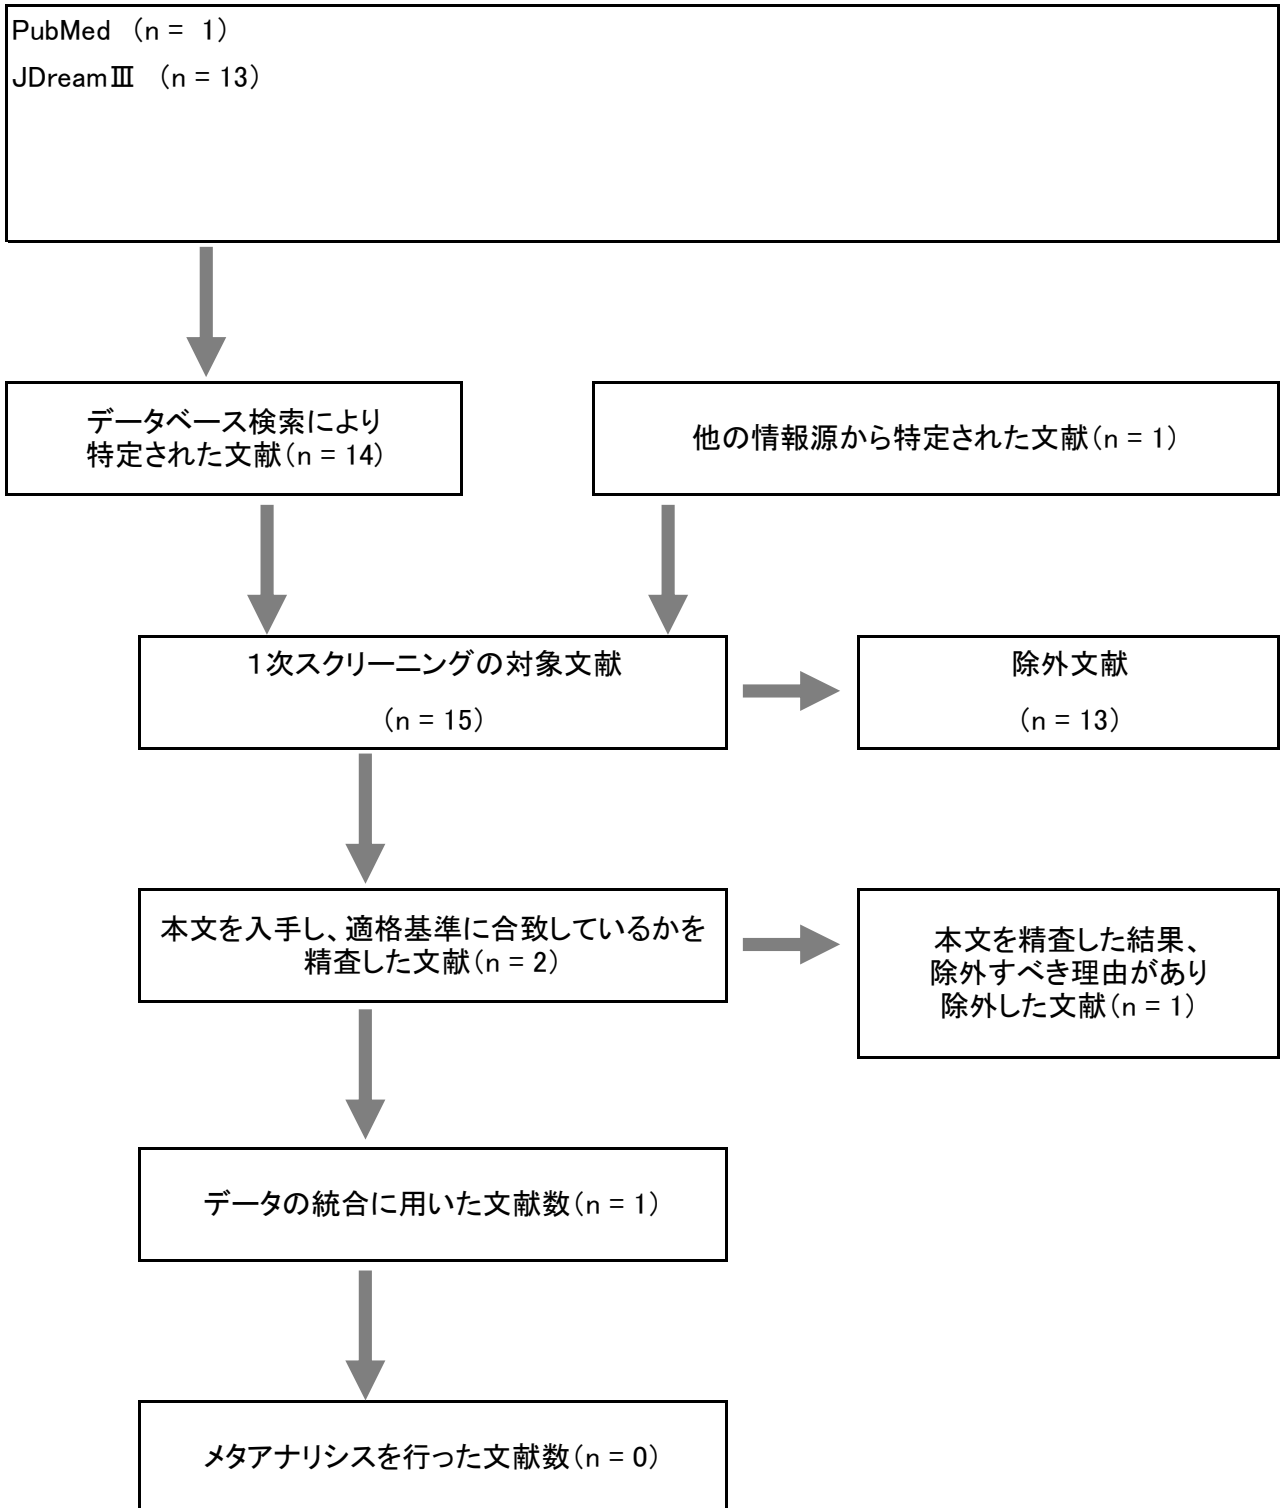 PubMed （n =  1）
JDreamⅢ （n = 13）
データベース検索により
特定された文献（n = 14）
他の情報源から特定された文献（n = 1）
１次スクリーニングの対象文献
（n = 15）
除外文献
（n = 13）
本文を入手し、適格基準に合致しているかを
精査した文献（n = 2）
本文を精査した結果、
除外すべき理由があり
除外した文献（n = 1）
データの統合に用いた文献数（n = 1）
メタアナリシスを行った文献数（n = 0）